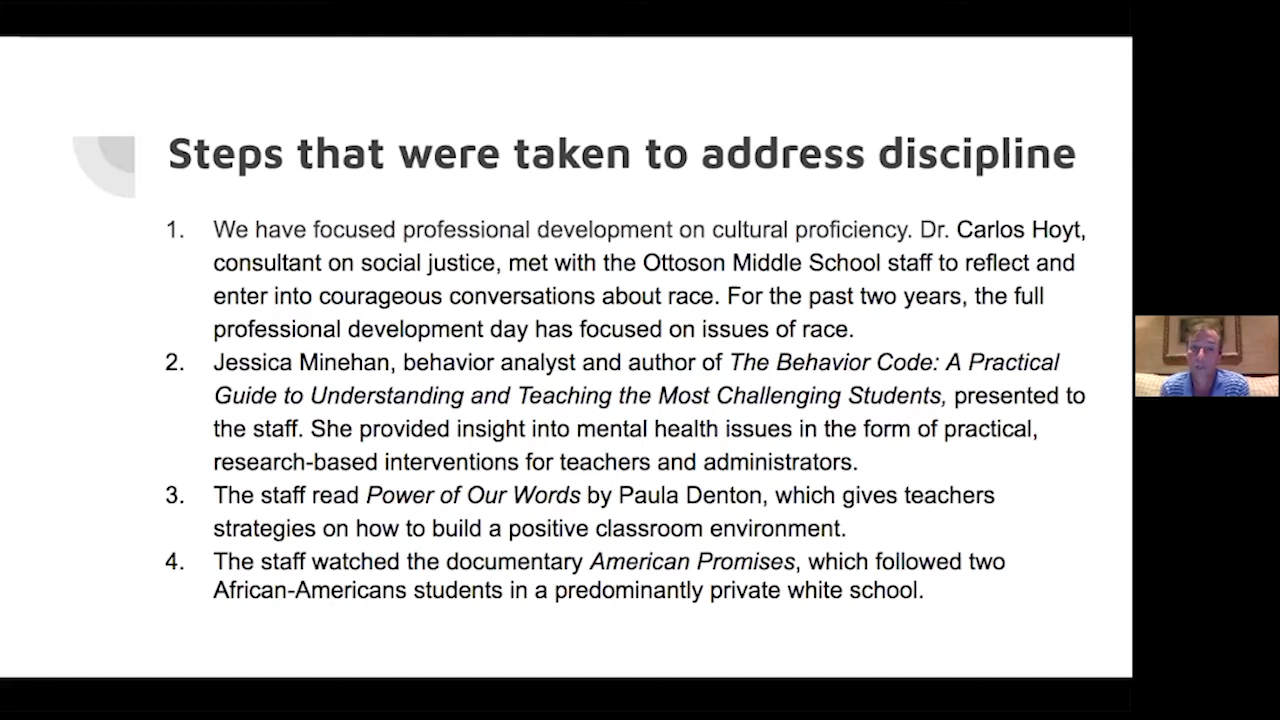 Steps that were taken to address discipline
1. We have focused professional development on cultural proficiency. Dr. Carlos Hoyt,
consultant on social justice, met with the Ottoson Middle School staff to reflect and
enter into courageous conversations about race. For the past two years, the full
professional development day has focused on issues of race.
2. Jessica Minehan, behavior analyst and author of The Behavior Code: A Practical
Guide to Understanding and Teaching the Most Challenging Students, presented to
the staff. She provided insight into mental health issues in the form of practical,
research-based interventions for teachers and administrators.
3. The staff read Power of Our Words by Paula Denton, which gives teachers
strategies on how to build a positive classroom environment.
4. The staff watched the documentary American Promises, which followed two
African-Americans students in a predominantly private white school.